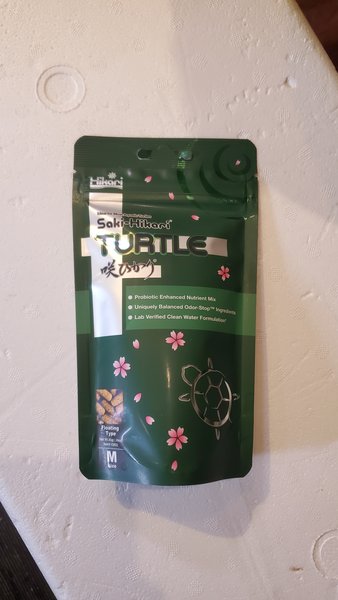 Hikari
Saki-Hikari
TURTLE
咲ひかり
Probiotic Enhanced Nutrient Mix
Uniquely Balanced Odor-Stop™ Ingredients
Lab Verified Clean Water Formulation
Floating
Type
M